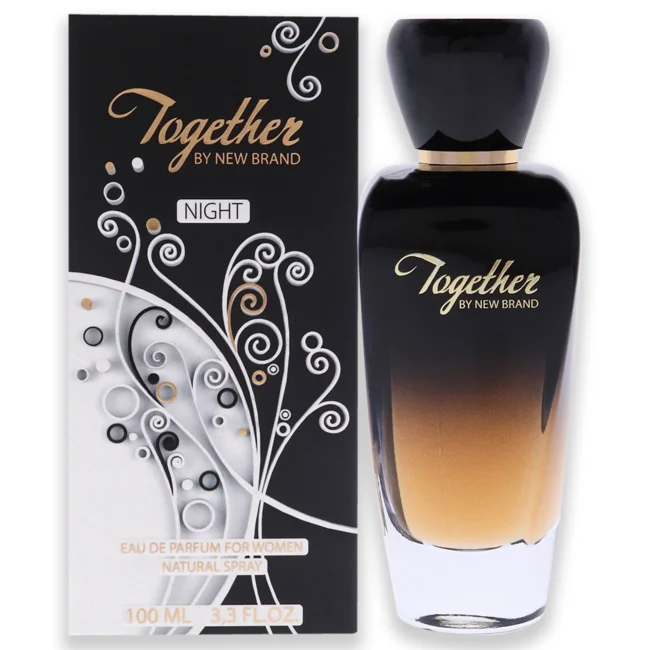 Together
BY NEW BRAND
NIGHT
EAU DE PARFUM FOR WOMEN
NATURAL SPRAY
100 ML 3,3 FL.OZ.
Together
BY NEW BRAND